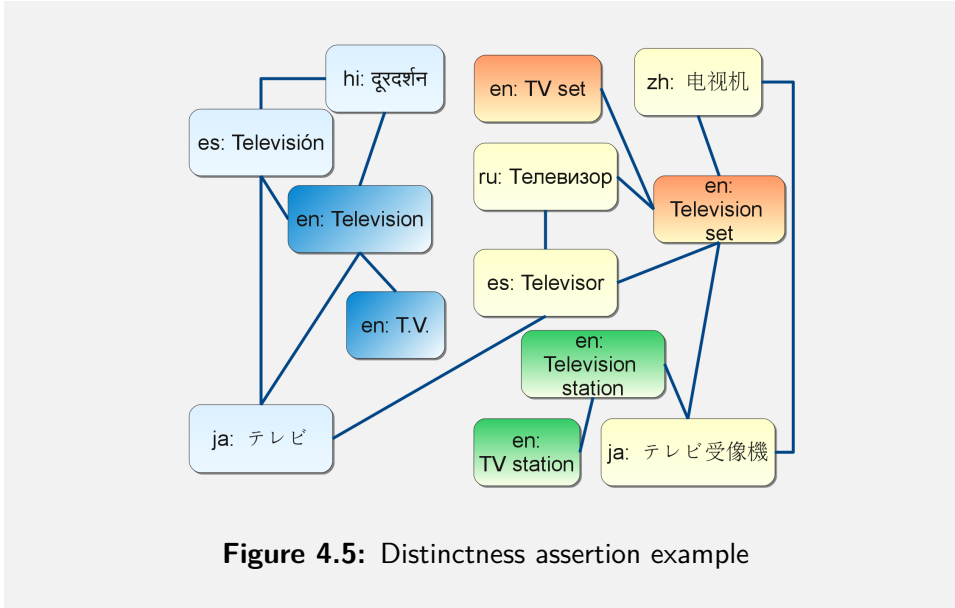 hi: दूरदर्शन
en: TV set
zh: 电视机
es: Televisión
ru: Телевизор
en: Television
en:
Television
set
es: Televisor
en: T.V.
en:
Television
station
ja: テレビ
en:
TV station
ja: テレビ受像機
Figure 4.5: Distinctness assertion example